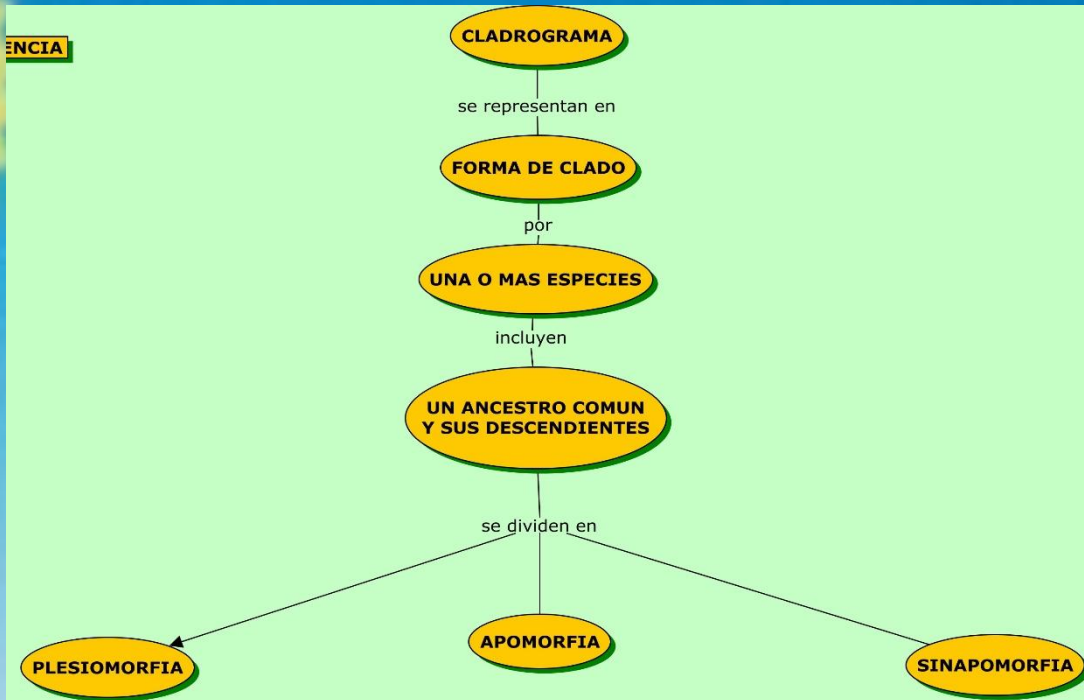 ENCIA
CLADROGRAMA
se representan en
FORMA DE CLADO
por
UNA O MAS ESPECIES
incluyen
UN ANCESTRO COMUN
Y SUS DESCENDIENTES
se dividen en
PLESIOMORFIA
APOMORFIA
SINAPOMORFIA